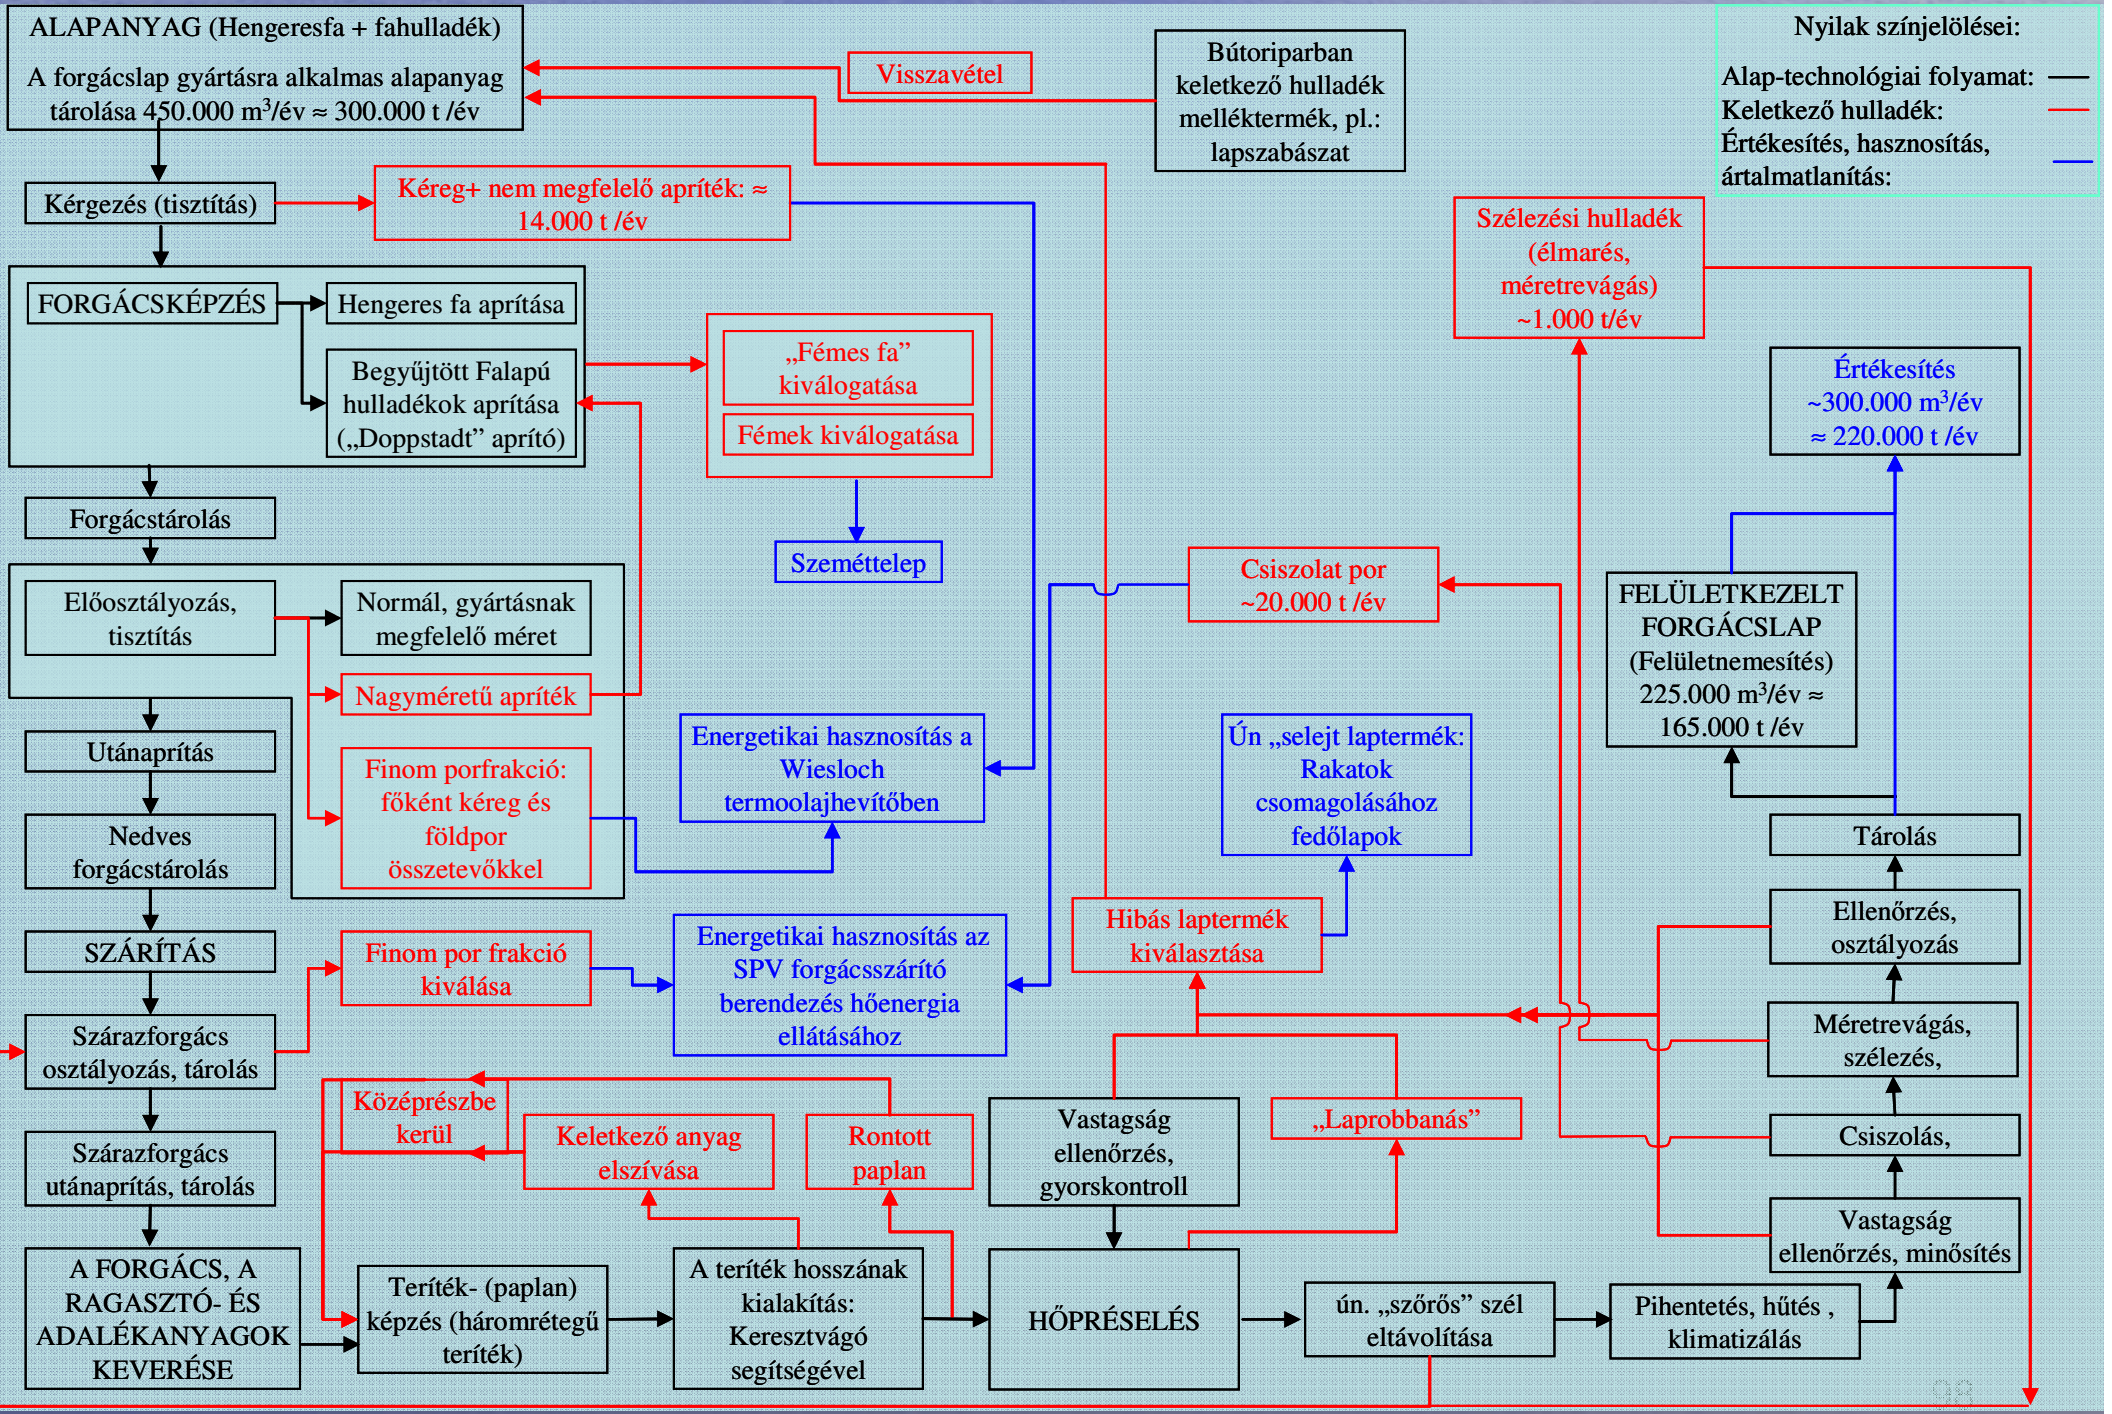 ALAPANYAG (Hengeresfa + fahulladék)
A forgácslap gyártásra alkalmas alapanyag
tárolása 450.000 m³/év ≈ 300.000 t /év
Visszavétel
Bútoriparban
keletkező hulladék
melléktermék, pl.:
lapszabászat
Nyilak színjelölései:
Alap-technológiai folyamat:
Keletkező hulladék:
Értékesítés, hasznosítás,
ártalmatlanítás:
Kérgezés (tisztítás)
Kéreg+ nem megfelelő apríték: ≈
14.000 t /év
Szélezési hulladék
(élmarés,
méretrevágás)
~1.000 t/év
FORGÁCSKÉPZÉS
Hengeres fa aprítása
Begyűjtött Falapú
hulladékok aprítása
(„Doppstadt” aprító)
„Fémes fa”
kiválogatása
Fémek kiválogatása
Értékesítés
~300.000 m³/év
≈ 220.000 t /év
Forgácstárolás
Szeméttelep
Csiszolat por
~20.000 t /év
Előosztályozás,
tisztítás
Normál, gyártásnak
megfelelő méret
FELÜLETKEZELT
FORGÁCSLAP
(Felületnemesítés)
225.000 m³/év ≈
165.000 t /év
Nagyméretű apríték
Utánaprítás
Energetikai hasznosítás a
Wiesloch
termoolajhevítőben
Ún „selejt laptermék:
Rakatok
csomagolásához
fedőlapok
Finom porfrakció:
főként kéreg és
földpor
összetevőkkel
Nedves
forgácstárolás
Tárolás
SZÁRÍTÁS
Finom por frakció
kiválása
Energetikai hasznosítás az
SPV forgácsszárító
berendezés hőenergia
ellátásához
Hibás laptermék
kiválasztása
Ellenőrzés,
osztályozás
Szárazforgács
osztályozás, tárolás
Méretrevágás,
szélezés,
Középrészbe
kerül
Keletkező anyag
elszívása
Rontott
paplan
Vastagság
ellenőrzés,
gyorskontroll
„Laprobbanás”
Csiszolás,
Szárazforgács
utánaprítás, tárolás
Vastagság
ellenőrzés, minősítés
A FORGÁCS, A
RAGASZTÓ- ÉS
ADALÉKANYAGOK
KEVERÉSE
Teríték- (paplan)
képzés (háromrétegű
teríték)
A teríték hosszának
kialakítás:
Keresztvágó
segítségével
HŐPRÉSELÉS
ún. „szőrős” szél
eltávolítása
Pihentetés, hűtés ,
klimatizálás
98